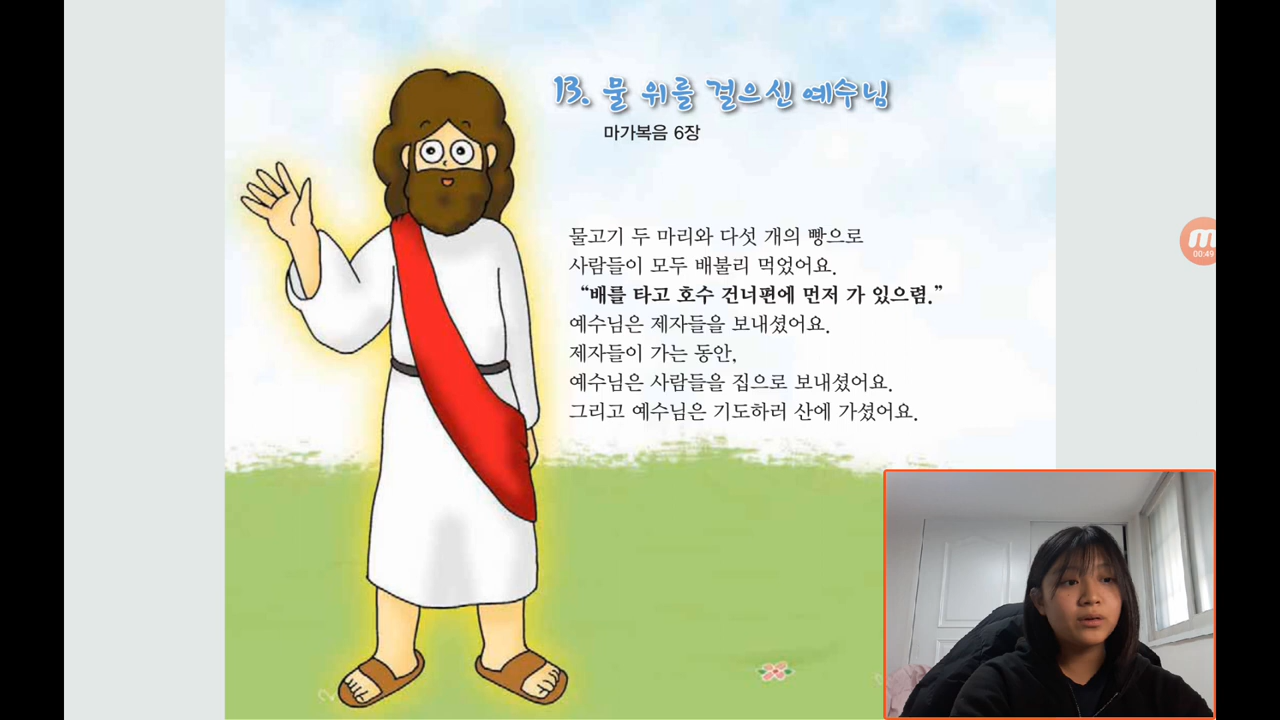 13. 물 위를 걸으신 예수님
마가복음 6장
물고기 두 마리와 다섯 개의 빵으로
사람들이 모두 배불리 먹었어요.
“배를 타고 호수 건너편에 먼저 가 있으렴.”
예수님은 제자들을 보내셨어요.
제자들이 가는 동안,
예수님은 사람들을 집으로 보내셨어요.
그리고 예수님은 기도하러 산에 가셨어요.
00:49